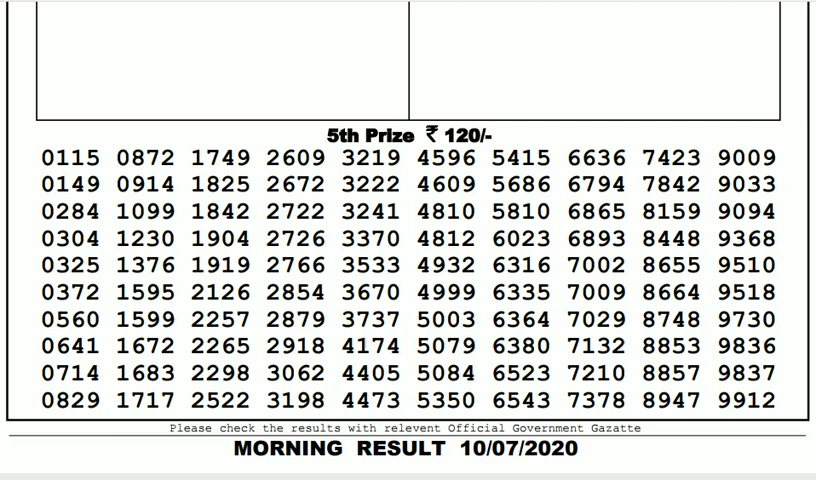 5th Prize ₹ 120/-
0115 0872 1749 2609 3219 4596 5415 6636 7423 9009
0149 0914 1825 2672 3222 4609 5686 6794 7842 9033
0284 1099 1842 2722 3241 4810 5810 6865 8159 9094
0304 1230 1904 2726 3370 4812 6023 6893 8448 9368
0325 1376 1919 2766 3533 4932 6316 7002 8655 9510
0372 1595 2126 2854 3670 4999 6335 7009 8664 9518
0560 1599 2257 2879 3737 5003 6364 7029 8748 9730
0641 1672 2265 2918 4174 5079 6380 7132 8853 9836
0714 1683 2298 3062 4405 5084 6523 7210 8857 9837
0829 1717 2522 3198 4473 5350 6543 7378 8947 9912
Please check the results with relevent Official Government Gazatte
MORNING RESULT 10/07/2020